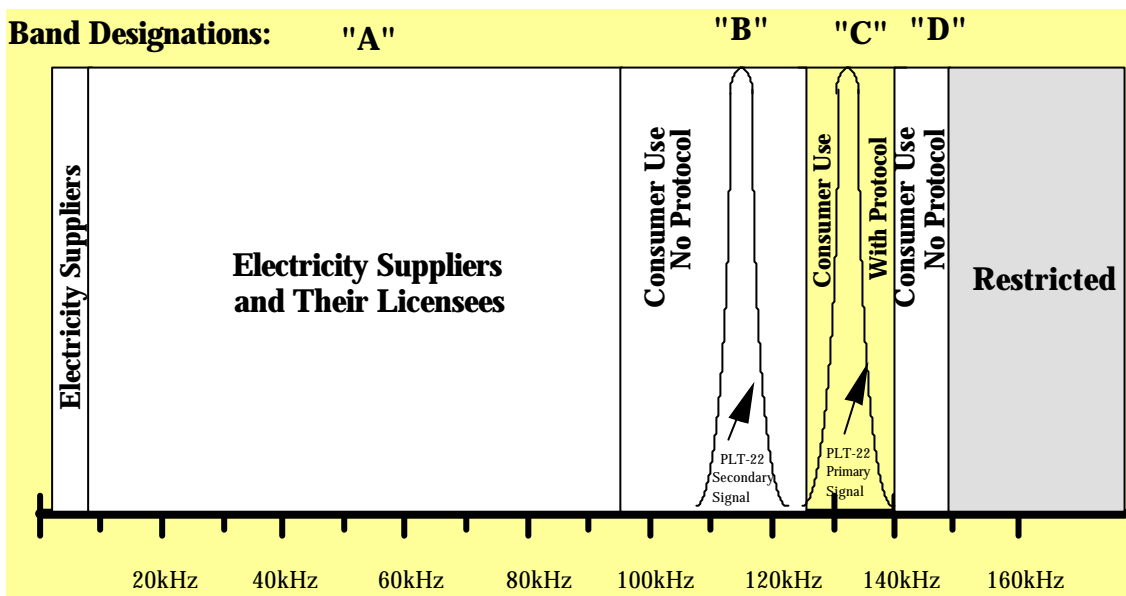 Band Designations:
"A"
"B"
"C"
"D"
Electricity Suppliers
Electricity Suppliers
and Their Licensees
Consumer Use
No Protocol
Consumer Use
With Protocol
Consumer Use
No Protocol
Restricted
PLT-22
Secondary
Signal
PLT-22
Primary
Signal
20kHz
40kHz
60kHz
80kHz
100kHz
120kHz
140kHz
160kHz